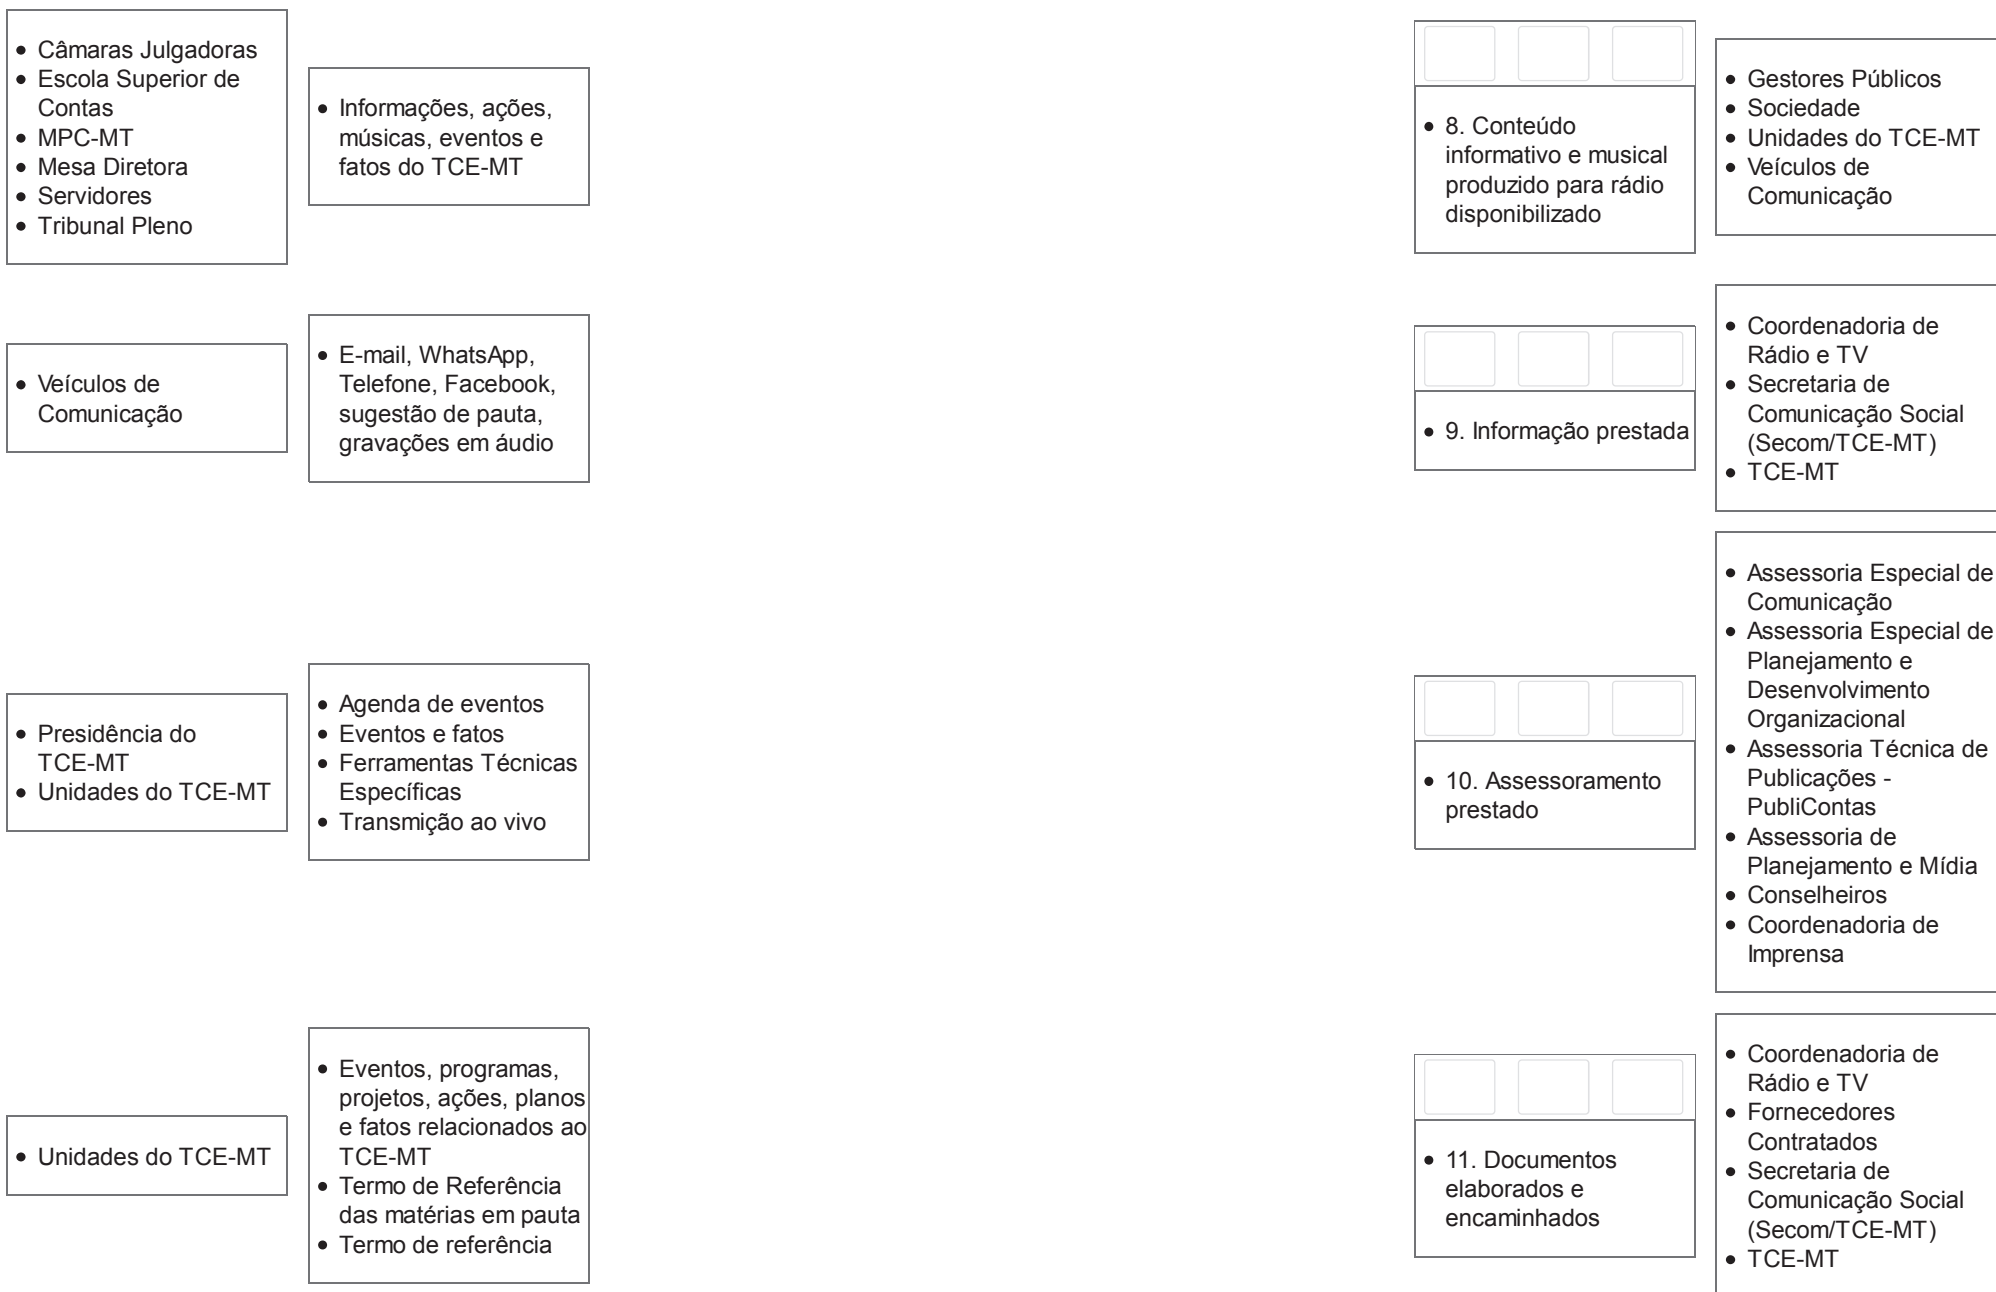 • Câmaras Julgadoras
• Escola Superior de
Contas
• MPC-MT
• Mesa Diretora
• Servidores
• Tribunal Pleno
• Informações, ações,
músicas, eventos e
fatos do TCE-MT
• 8. Conteúdo
informativo e musical
produzido para rádio
disponibilizado
• Gestores Públicos
• Sociedade
• Unidades do TCE-MT
• Veículos de
Comunicação
• Veículos de
Comunicação
• E-mail, WhatsApp,
Telefone, Facebook,
sugestão de pauta,
gravações em áudio
• 9. Informação prestada
• Coordenadoria de
Rádio e TV
• Secretaria de
Comunicação Social
(Secom/TCE-MT)
• TCE-MT
• Presidência do
TCE-MT
• Unidades do TCE-MT
• Agenda de eventos
• Eventos e fatos
• Ferramentas Técnicas
Específicas
• Transmição ao vivo
• 10. Assessoramento
prestado
• Assessoria Especial de
Comunicação
• Assessoria Especial de
Planejamento e
Desenvolvimento
Organizacional
• Assessoria Técnica de
Publicações -
PubliContas
• Assessoria de
Planejamento e Mídia
• Conselheiros
• Coordenadoria de
Imprensa
• Unidades do TCE-MT
• Eventos, programas,
projetos, ações, planos
e fatos relacionados ao
TCE-MT
• Termo de Referência
das matérias em pauta
• Termo de referência
• 11. Documentos
elaborados e
encaminhados
• Coordenadoria de
Rádio e TV
• Fornecedores
Contratados
• Secretaria de
Comunicação Social
(Secom/TCE-MT)
• TCE-MT